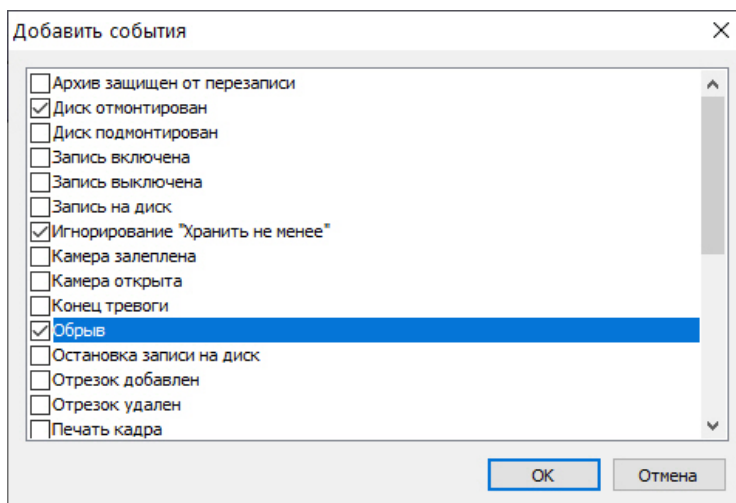 Добавить события
Архив защищен от перезаписи
Диск отмонтирован
Диск подмонтирован
Запись включена
Запись выключена
Запись на диск
Игнорирование "Хранить не менее"
Камера залеплена
Камера открыта
Конец тревоги
Обрыв
Остановка записи на диск
Отрезок добавлен
Отрезок удален
Печать кадра
OK
Отмена